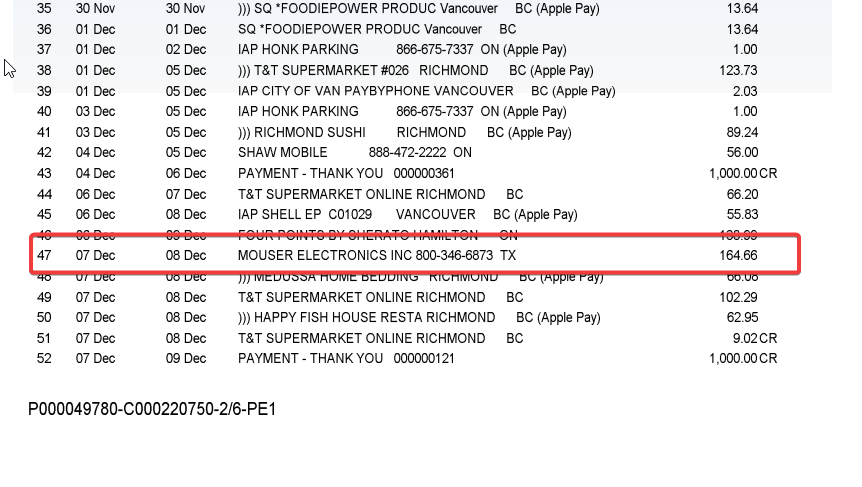 35 30 Nov 30 Nov ))) SQ *FOODIEPOWER PRODUC Vancouver BC (Apple Pay) 13.64
36 01 Dec 01 Dec SQ *FOODIEPOWER PRODUC Vancouver BC 13.64
37 01 Dec 02 Dec IAP HONK PARKING 866-675-7337 ON (Apple Pay) 1.00
38 01 Dec 05 Dec ))) T&T SUPERMARKET #026 RICHMOND BC (Apple Pay) 123.73
39 01 Dec 05 Dec IAP CITY OF VAN PAYBYPHONE VANCOUVER BC (Apple Pay) 2.03
40 03 Dec 05 Dec IAP HONK PARKING 866-675-7337 ON (Apple Pay) 1.00
41 03 Dec 05 Dec ))) RICHMOND SUSHI RICHMOND BC (Apple Pay) 89.24
42 04 Dec 05 Dec SHAW MOBILE 888-472-2222 ON 56.00
43 04 Dec 06 Dec PAYMENT - THANK YOU 000000361 1,000.00CR
44 06 Dec 07 Dec T&T SUPERMARKET ONLINE RICHMOND BC 66.20
45 06 Dec 08 Dec IAP SHELL EP C01029 VANCOUVER BC (Apple Pay) 55.83
46 09 Dec FOUR POINTS BY SHERATO HAMILTON ON
47 07 Dec 08 Dec MOUSER ELECTRONICS INC 800-346-6873 TX 164.66
48 07 Dec 08 Dec ))) MEDUSSA HOME BEDDING RICHMOND BC (Apple Pay) 66.08
49 07 Dec 08 Dec T&T SUPERMARKET ONLINE RICHMOND BC 102.29
50 07 Dec 08 Dec ))) HAPPY FISH HOUSE RESTA RICHMOND BC (Apple Pay) 62.95
51 07 Dec 08 Dec T&T SUPERMARKET ONLINE RICHMOND BC 9.02CR
52 07 Dec 09 Dec PAYMENT - THANK YOU 000000121 1,000.00CR
P000049780-C000220750-2/6-PE1